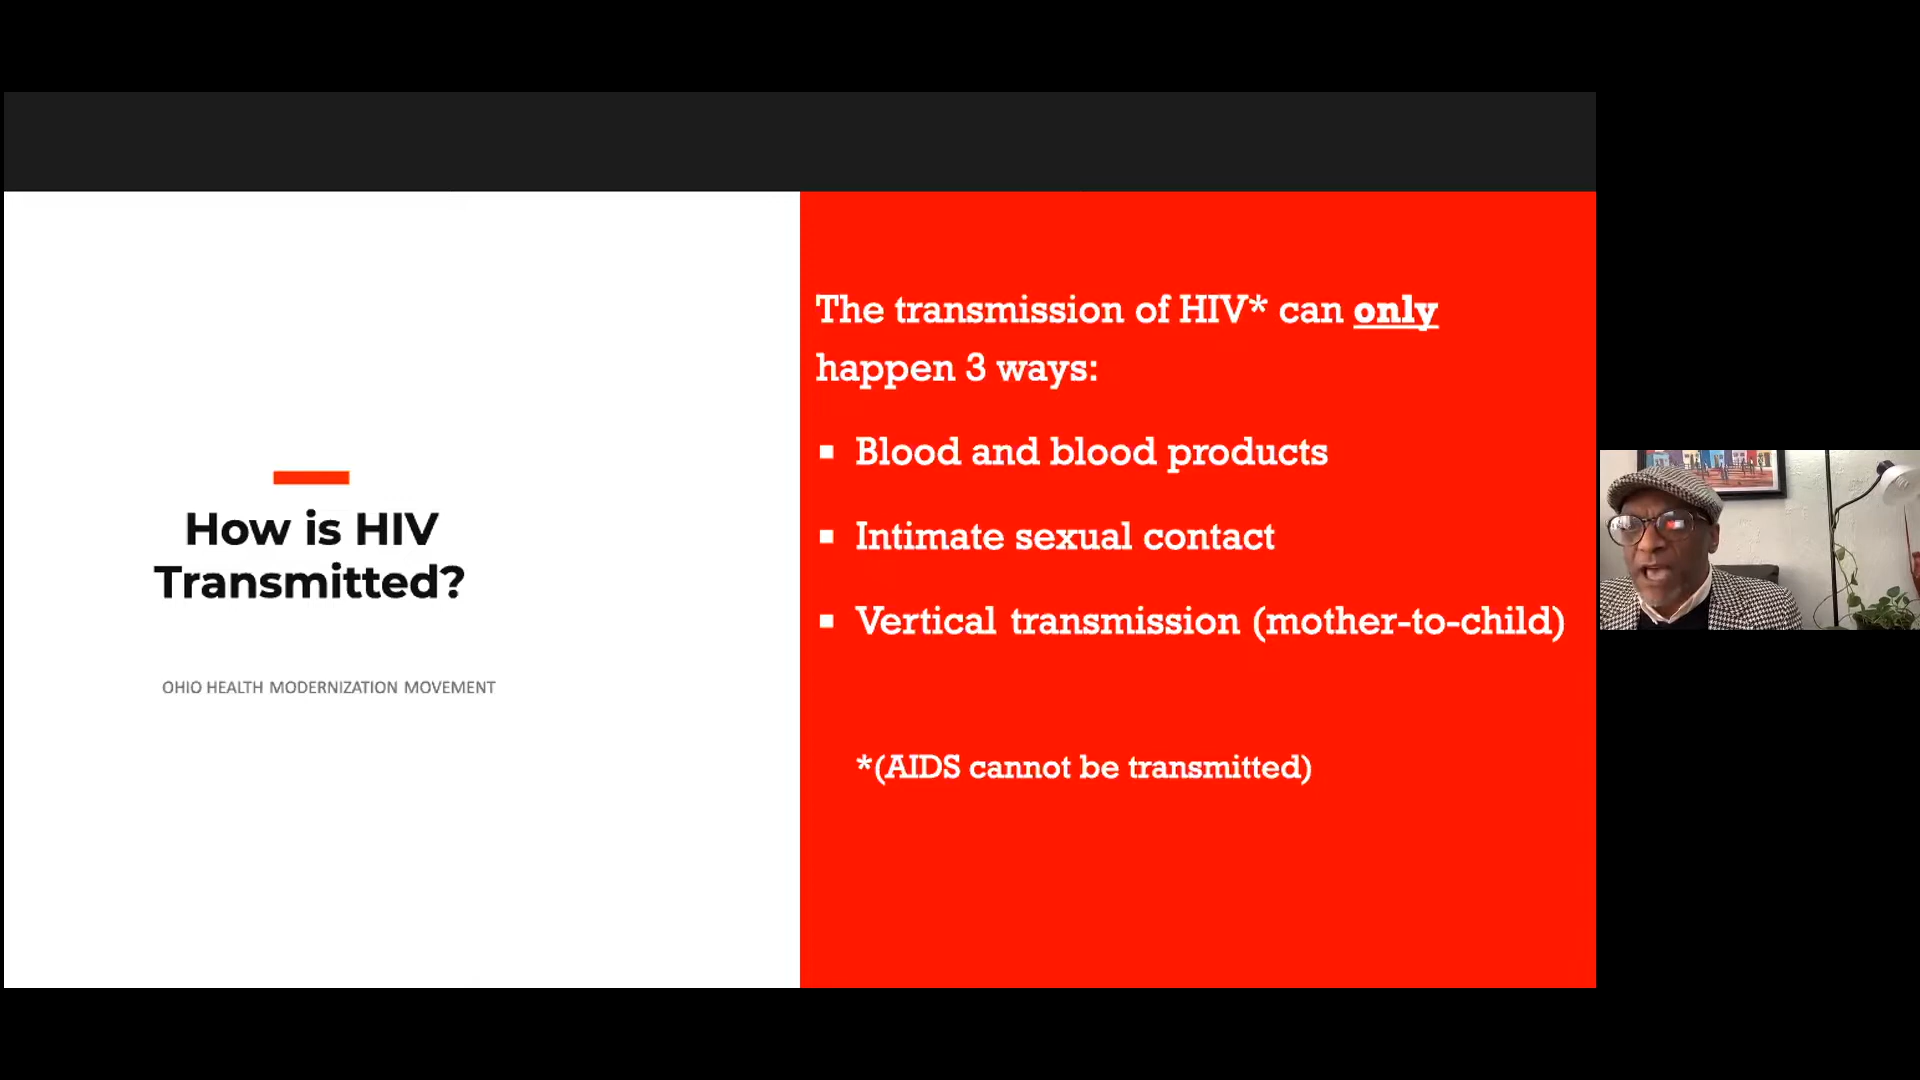 How is HIV
Transmitted?
OHIO HEALTH MODERNIZATION MOVEMENT
The transmission of HIV* can only
happen 3 ways:
▪ Blood and blood products
▪ Intimate sexual contact
▪ Vertical transmission (mother-to-child)
*(AIDS cannot be transmitted)